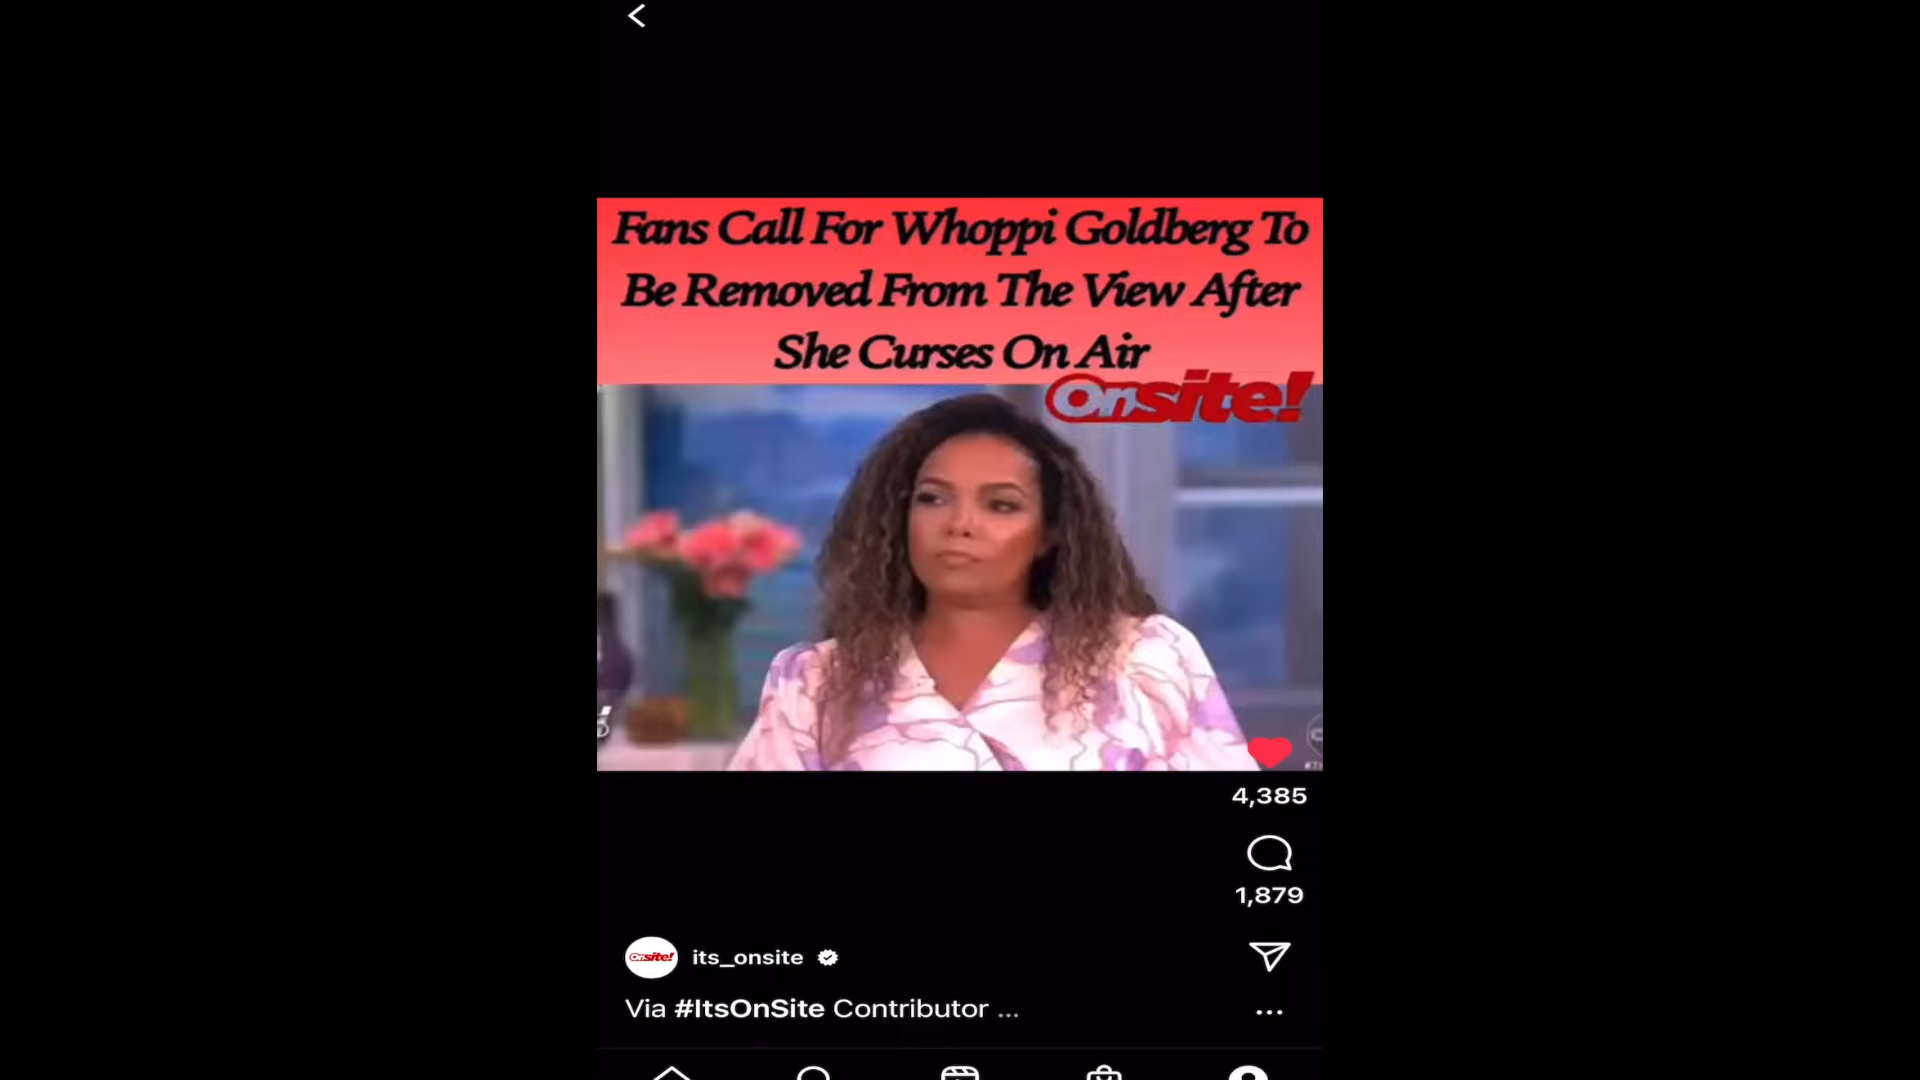 Fans Call For Whoppi Goldberg To
Be Removed From The View After
She Curses On Air
Onsite!
4,385
1,879
Onsite!
its_onsite
Via #ItsOnSite Contributor ...